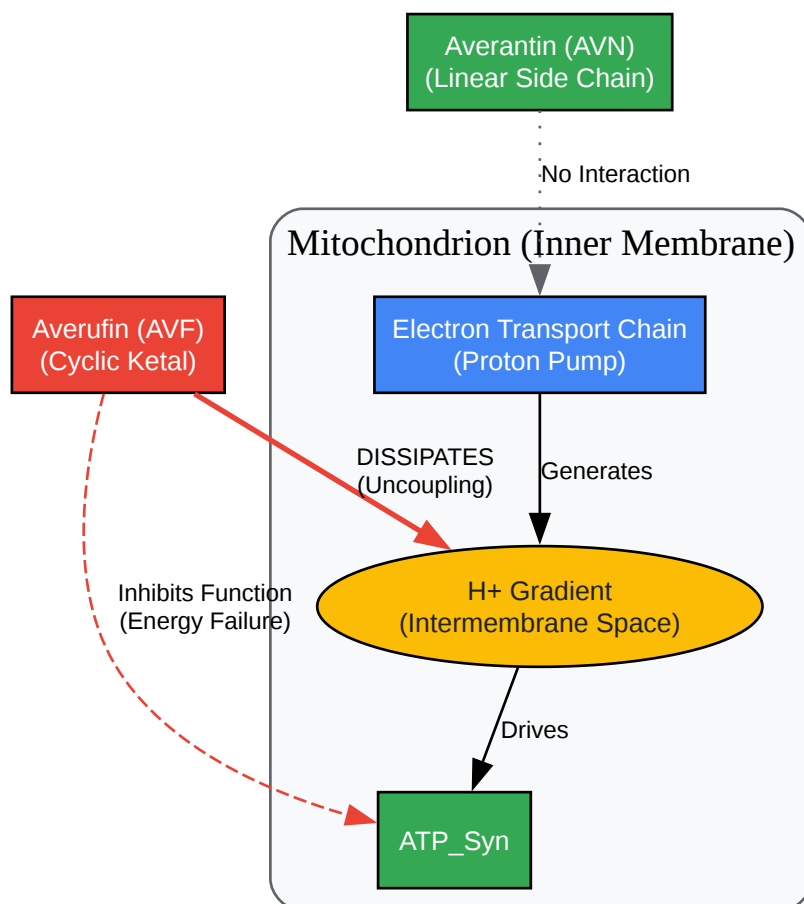 Averantin (AVN)
(Linear Side Chain)
No Interaction
Mitochondrion (Inner Membrane)
Averufin (AVF)
(Cyclic Ketal)
Electron Transport Chain
(Proton Pump)
DISSIPATES
(Uncoupling)
Generates
Inhibits Function
(Energy Failure)
H+ Gradient
(Intermembrane Space)
Drives
ATP_Syn